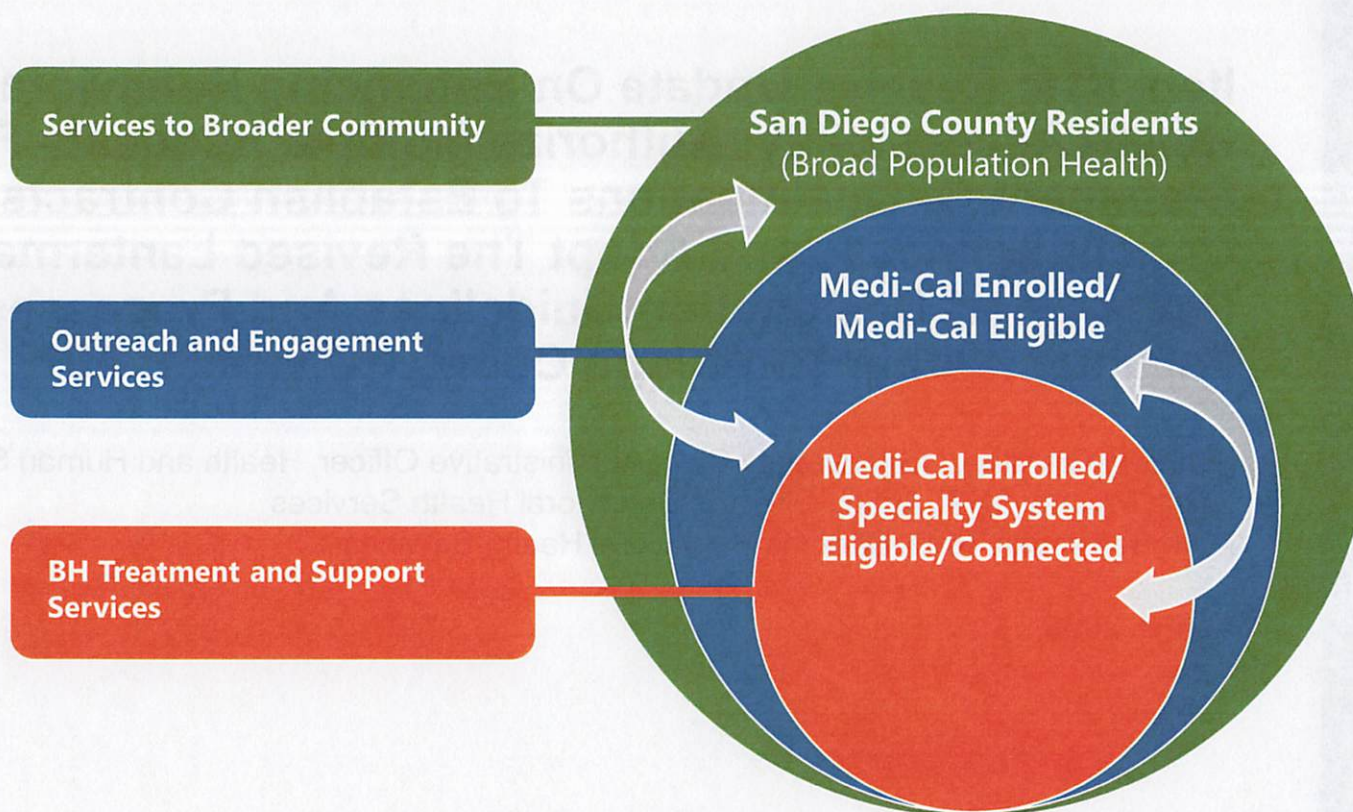 Services to Broader Community
San Diego County Residents
(Broad Population Health)
Outreach and Engagement
Services
Medi-Cal Enrolled/
Medi-Cal Eligible
BH Treatment and Support
Services
Medi-Cal Enrolled/
Specialty System
Eligible/Connected